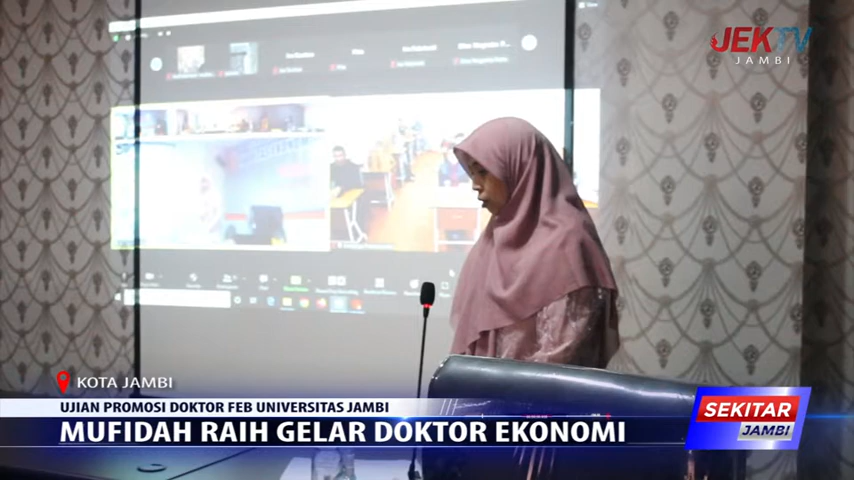 JEKTV
JAMBI
KOTA JAMBI
UJIAN PROMOSI DOKTOR FEB UNIVERSITAS JAMBI
MUFIDAH RAIH GELAR DOKTOR EKONOMI
SEKITAR
JAMBI